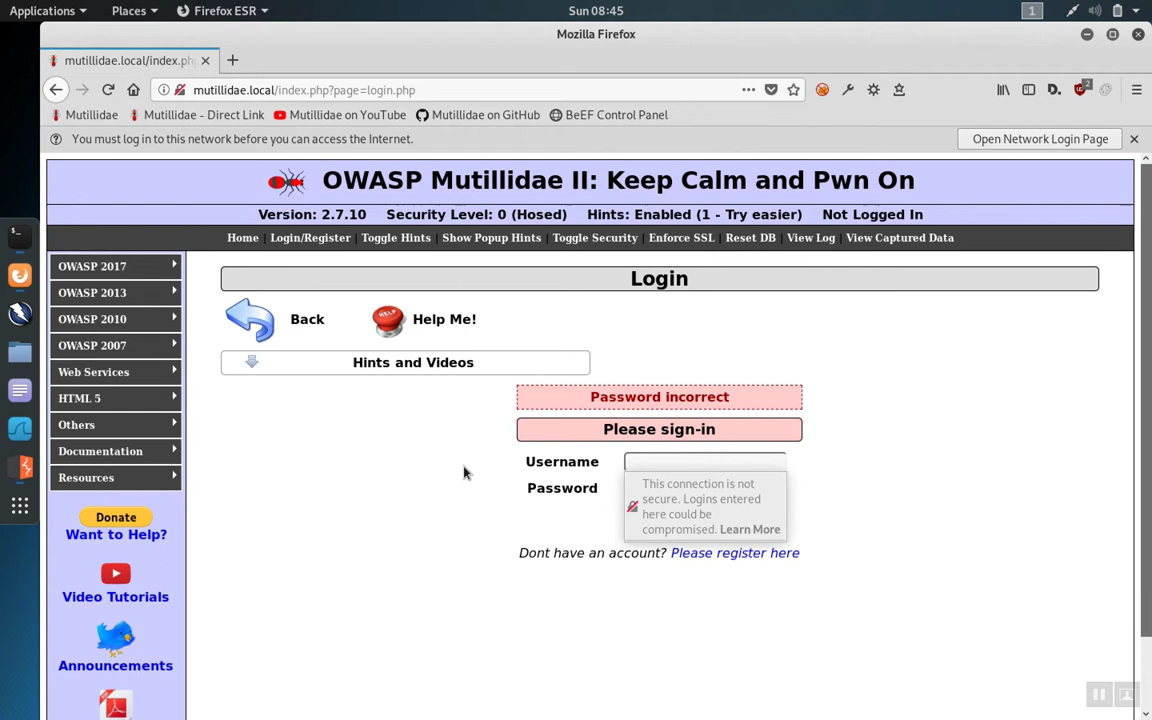 Applications Places Firefox ESR Sun 08:45 1
Mozilla Firefox
mutillidae.local/index.ph
mutillidae.local/index.php?page=login.php
Mutillidae Mutillidae - Direct Link Mutillidae on YouTube Mutillidae on GitHub BeEF Control Panel
You must log in to this network before you can access the Internet. Open Network Login Page
OWASP Mutillidae II: Keep Calm and Pwn On
Version: 2.7.10 Security Level: 0 (Hosed) Hints: Enabled (1 - Try easier) Not Logged In
Home | Login/Register | Toggle Hints | Show Popup Hints | Toggle Security | Enforce SSL | Reset DB | View Log | View Captured Data
OWASP 2017
OWASP 2013
OWASP 2010
OWASP 2007
Web Services
HTML 5
Others
Documentation
Resources
Donate
Want to Help?
Video Tutorials
Announcements
Login
Back HELP Help Me!
Hints and Videos
Password incorrect
Please sign-in
Username
Password
This connection is not
secure. Logins entered
here could be
compromised. Learn More
Dont have an account? Please register here